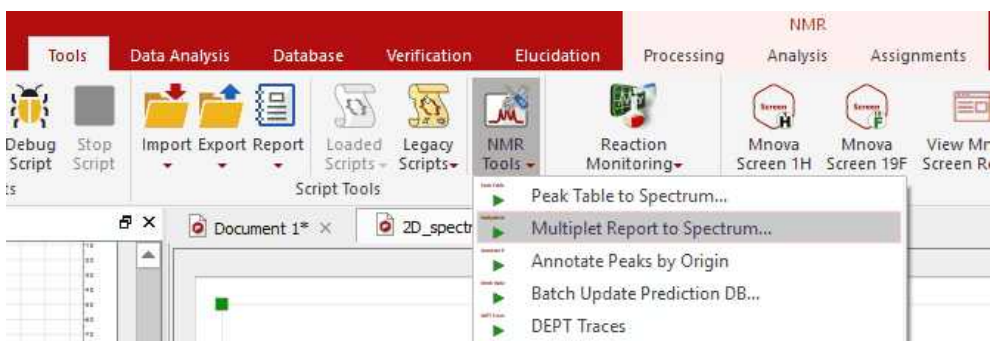 NMR
Tools Data Analysis Database Verification Elucidation Processing Analysis Assignments
Debug Stop Import Export Report Loaded Legacy NMR Reaction Mnova Mnova View
Script Script Scripts Scripts Tools Monitoring Screen 1H Screen 19F Screen
Script Tools
Document 1* 2D_spectr
Peak Table to Spectrum...
Multiplet Report to Spectrum...
Annotate Peaks by Origin
Batch Update Prediction DB...
DEPT Traces